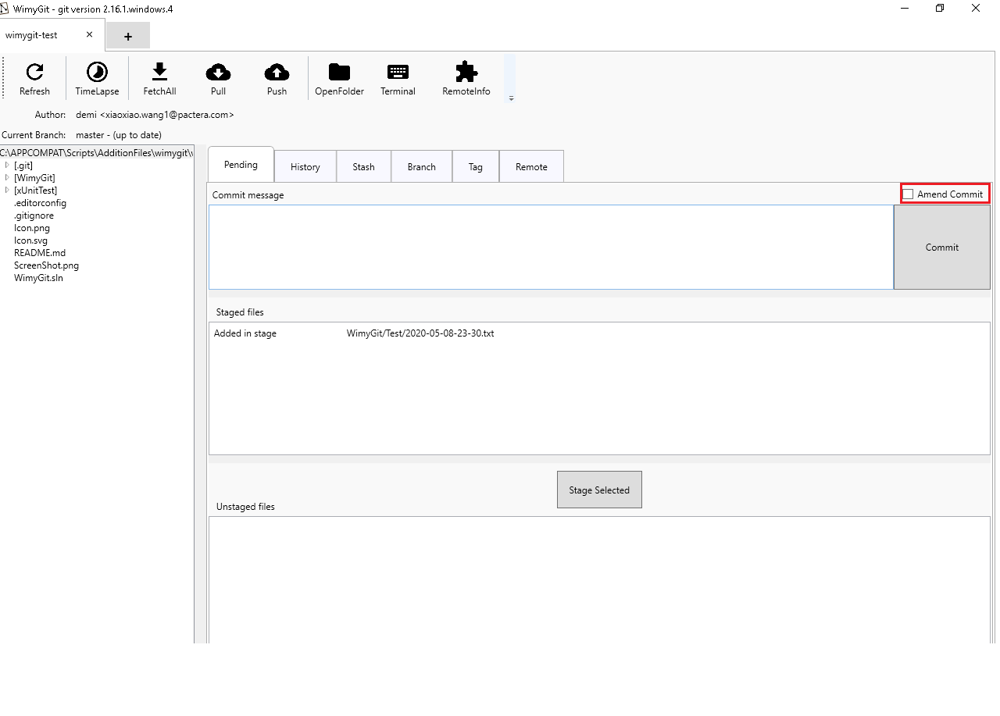 WimyGit - git version 2.16.1.windows.4
wimygit-test
+
Refresh TimeLapse FetchAll Pull Push OpenFolder Terminal RemoteInfo
Author: demi <xiaoxiao.wang1@pactera.com>
Current Branch: master - (up to date)
C:\APPCOMPAT\Scripts\AdditionFiles\wimygit\
[.git]
[WimyGit]
[xUnitTest]
.editorconfig
.gitignore
Icon.png
Icon.svg
README.md
ScreenShot.png
WimyGit.sln
Pending History Stash Branch Tag Remote
Commit message Amend Commit
Commit
Staged files
Added in stage WimyGit/Test/2020-05-08-23-30.txt
Stage Selected
Unstaged files